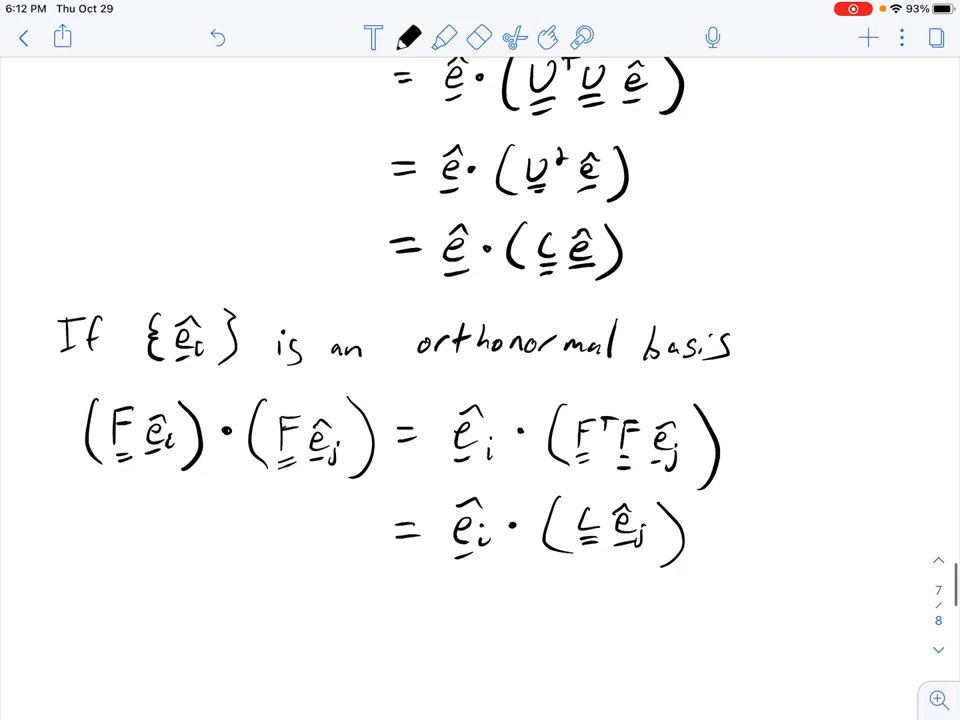 6:12 PM Thu Oct 29 93%
T
= ê · (U^T U ê)
= ê · (U² ê)
= ê · (C ê)
If {ê_i} is an orthonormal basis
(F ê_i) · (F ê_j) = ê_i · (F^T F ê_j)
= ê_i · (C ê_j)
7
/
8